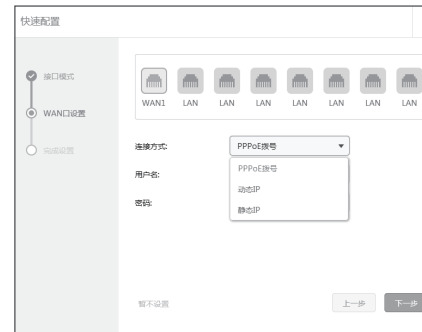 快速配置
接口模式
WAN口设置
完成设置
WAN1 LAN LAN LAN LAN LAN LAN LAN
连接方式: PPPoE拨号
用户名: PPPoE拨号
动态IP
密码: 静态IP
暂不设置 上一步 下一步